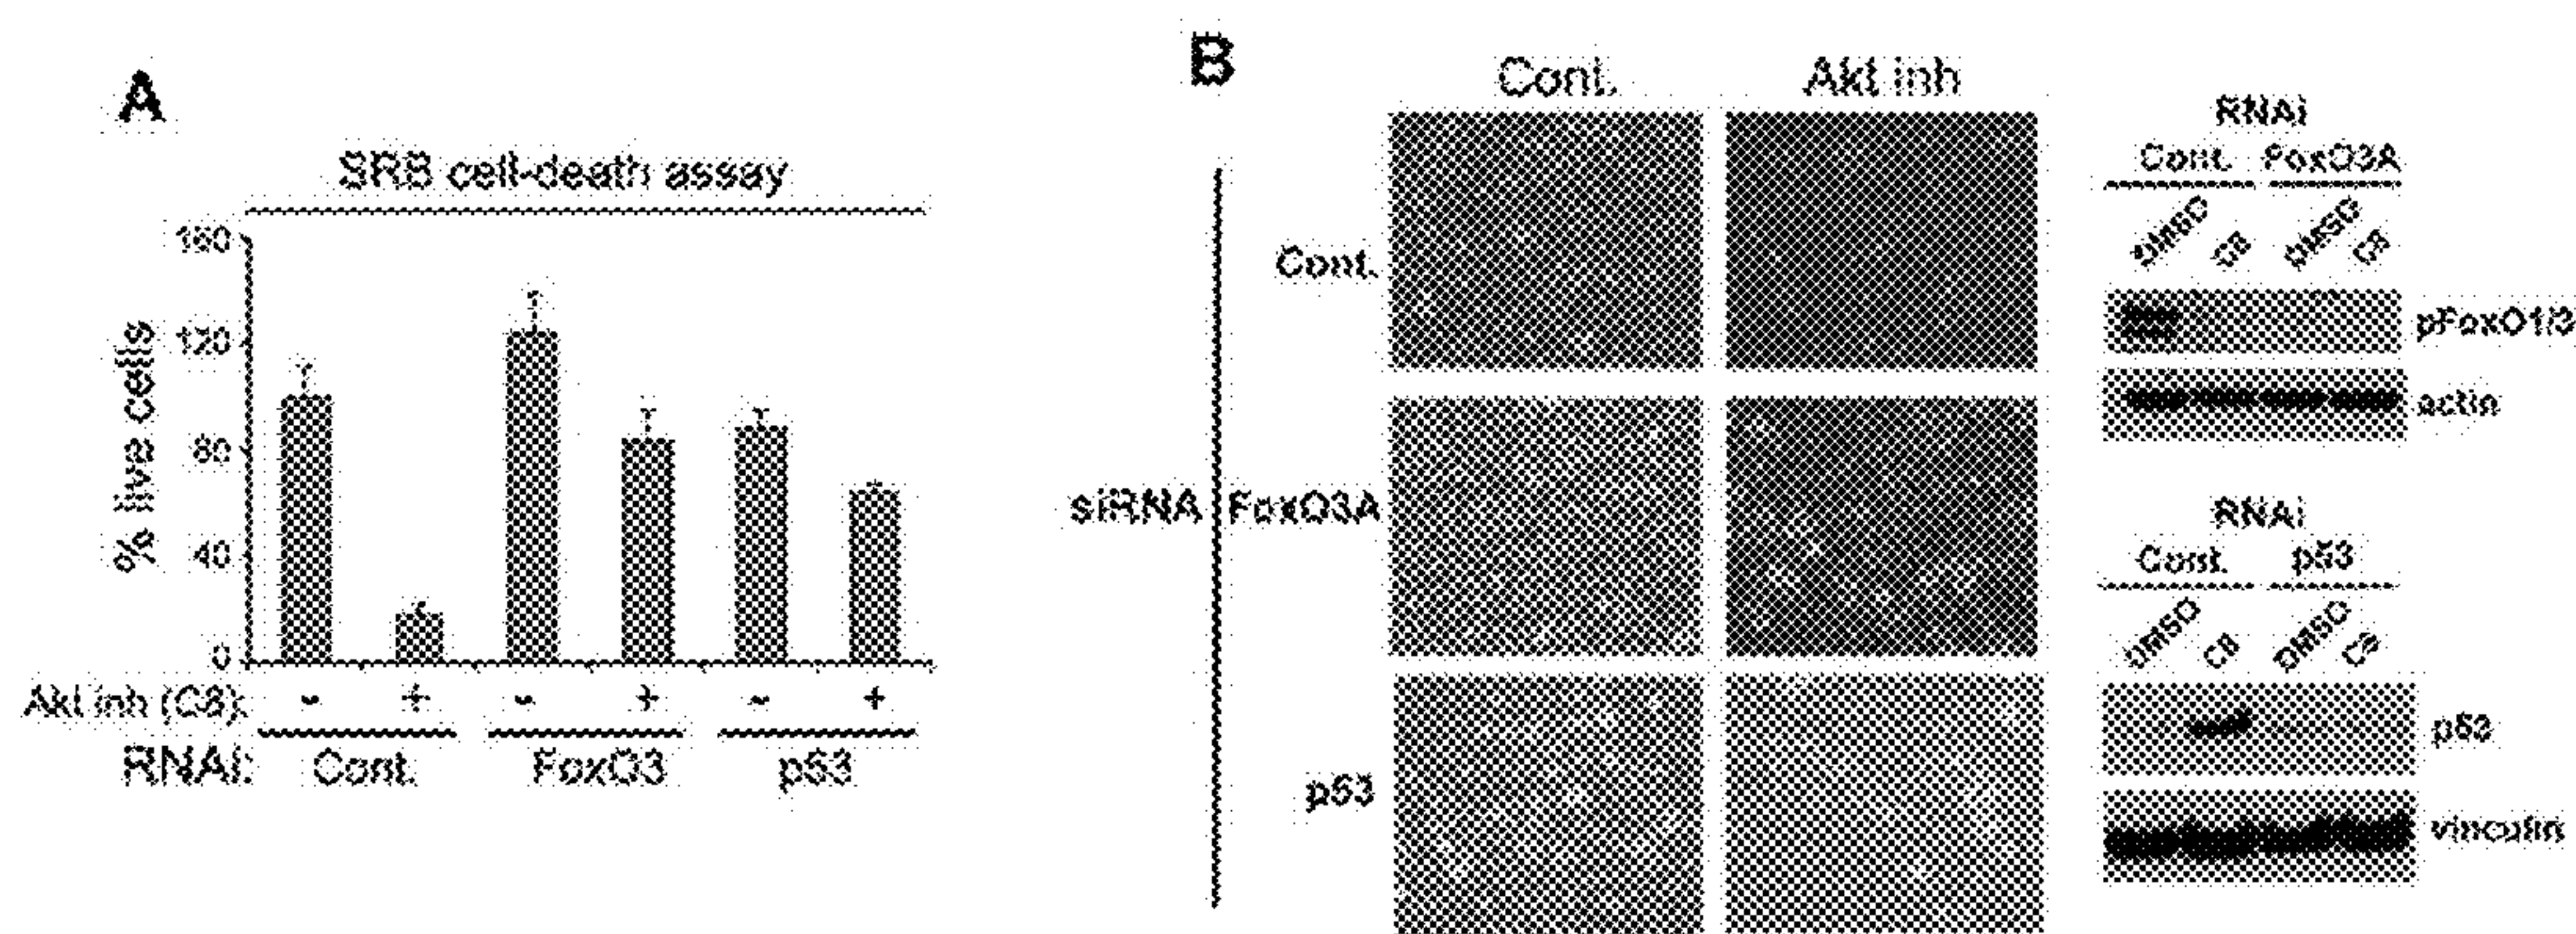 A
SRB cell-death assay
% live cells
160
120
80
40
0
Akt inh (C8): - + - + - +
RNAi: Cont. FoxO3 p53
B
Cont. Akt inh
siRNA
Cont.
FoxO3A
p53
RNAi
Cont. FoxO3A
DMSO C8 DMSO C8
pFoxO1/3
actin
RNAi
Cont. p53
DMSO C8 DMSO C8
p53
vinculin